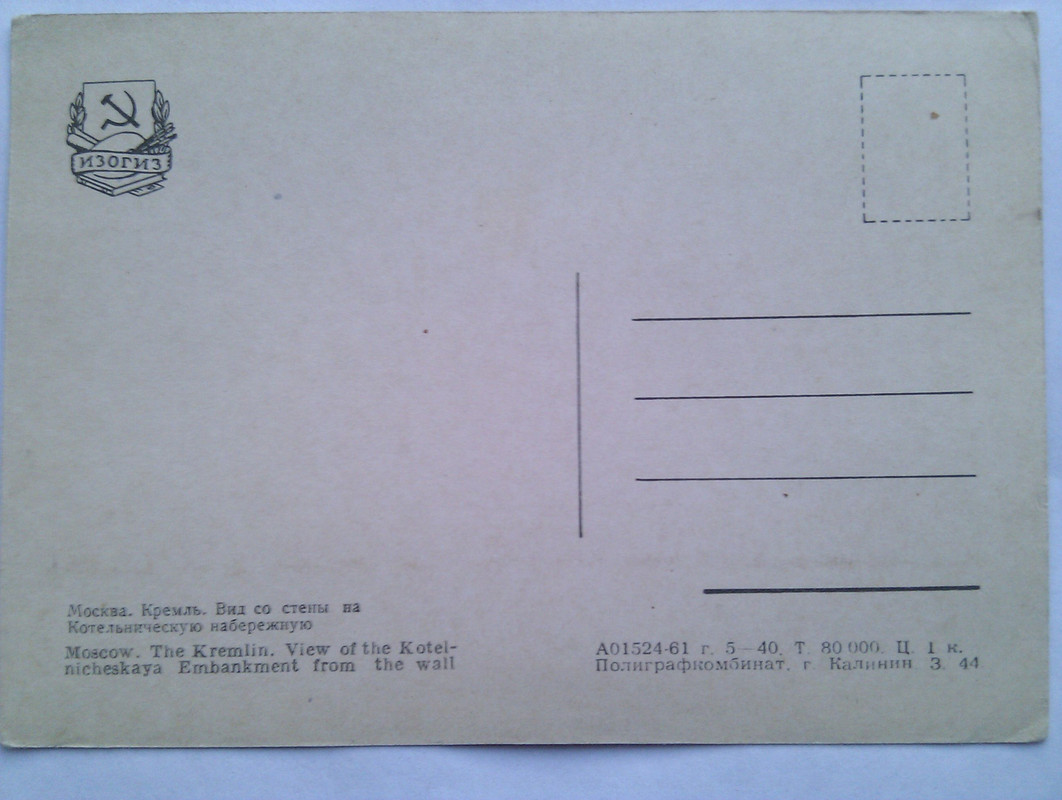 ИЗОГИЗ
Москва. Кремль. Вид со стены на
Котельническую набережную
Moscow. The Kremlin. View of the Kotel-
nicheskaya Embankment from the wall
А01524-61 г. 5—40. Т. 80 000. Ц. 1 к.
Полиграфкомбинат. г. Калинин З. 44